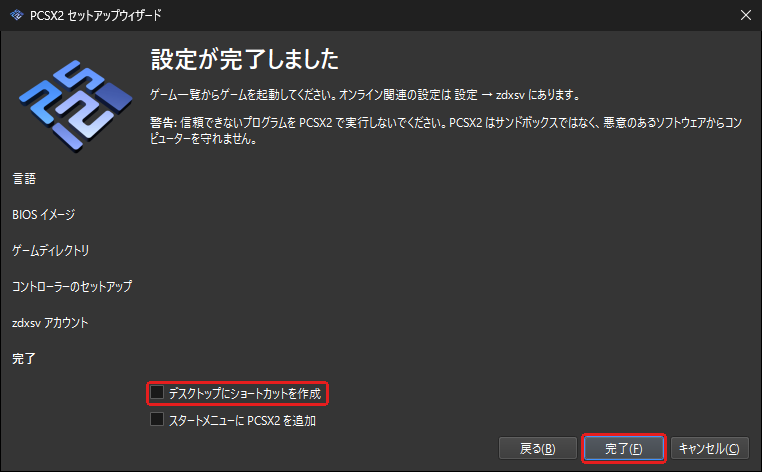 PCSX2 セットアップウィザード
設定が完了しました
ゲーム一覧からゲームを起動してください。オンライン関連の設定は 設定 → zdxsv にあります。
警告: 信頼できないプログラムを PCSX2 で実行しないでください。PCSX2 はサンドボックスではなく、悪意のあるソフトウェアからコン
ピューターを守れません。
言語
BIOS イメージ
ゲームディレクトリ
コントローラーのセットアップ
zdxsv アカウント
完了
デスクトップにショートカットを作成
スタートメニューに PCSX2 を追加
戻る(B)
完了(F)
キャンセル(C)